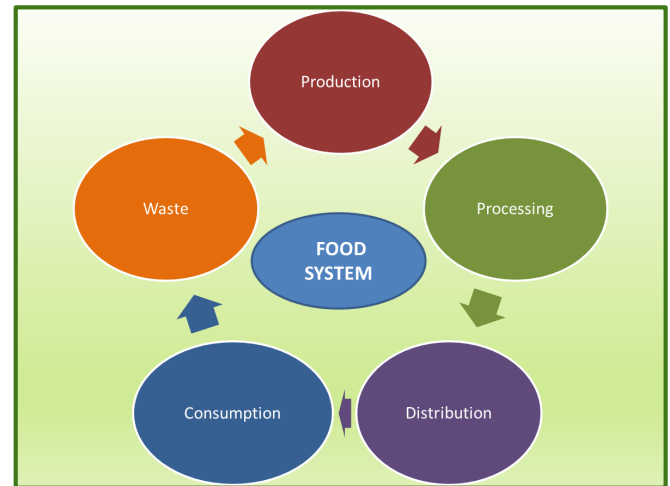 Production
Processing
Distribution
Consumption
Waste
FOOD
SYSTEM